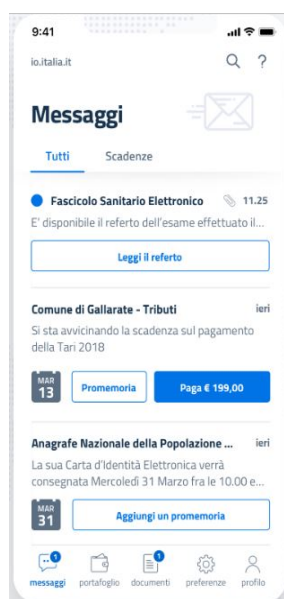 9:41
io.italia.it
?
Messaggi
Tutti Scadenze
Fascicolo Sanitario Elettronico 11.25
E' disponibile il referto dell'esame effettuato il...
Leggi il referto
Comune di Gallarate - Tributi ieri
Si sta avvicinando la scadenza sul pagamento
della Tari 2018
MAR
13
Promemoria Paga € 199,00
Anagrafe Nazionale della Popolazione ... ieri
La sua Carta d'Identità Elettronica verrà
consegnata Mercoledì 31 Marzo fra le 10.00 e...
MAR
31
Aggiungi un promemoria
9 9
messaggi portafoglio documenti preferenze profilo